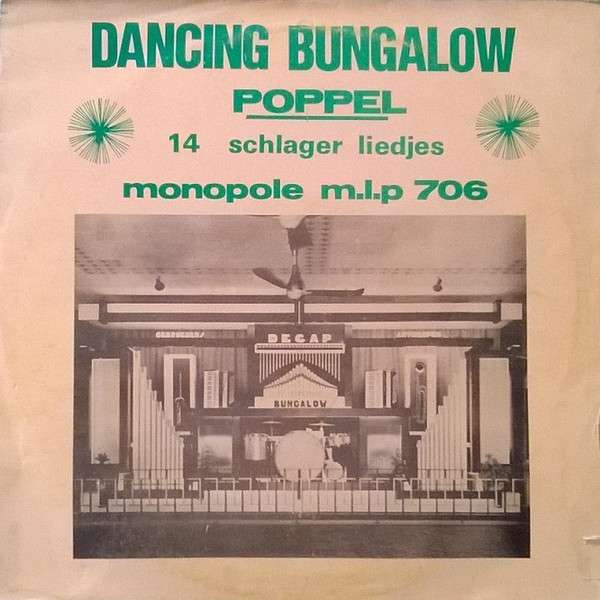 DANCING BUNGALOW
POPPEL
14 schlager liedjes
monopole m.l.p 706
DECAP
BUNGALOW